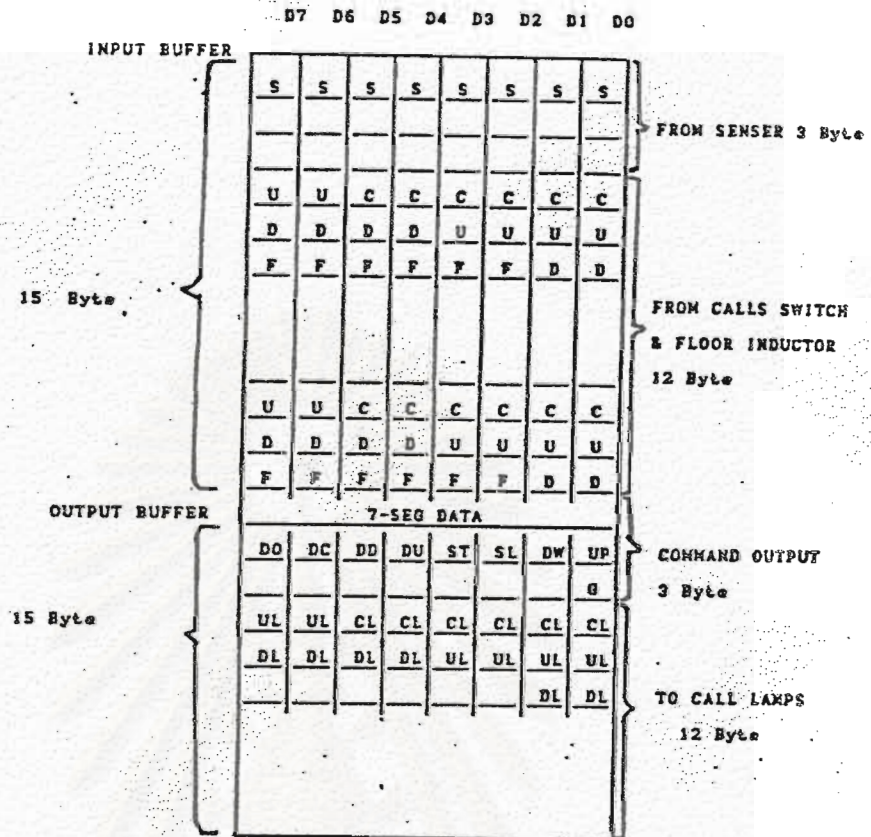 D7 D6 D5 D4 D3 D2 D1 D0
INPUT BUFFER
S S S S S S S S
FROM SENSER 3 Byte
U U C C C C C C
D D D D U U U U
F F F F F F D D
15 Byte
FROM CALLS SWITCH
& FLOOR INDUCTOR
12 Byte
U U C C C C C C
D D D D U U U U
F F F F F F D D
OUTPUT BUFFER
7-SEG DATA
DO DC DD DU ST SL DW UP
COMMAND OUTPUT
G
3 Byte
15 Byte
UL UL CL CL CL CL CL CL
DL DL DL DL UL UL UL UL
DL DL
TO CALL LAMPS
12 Byte